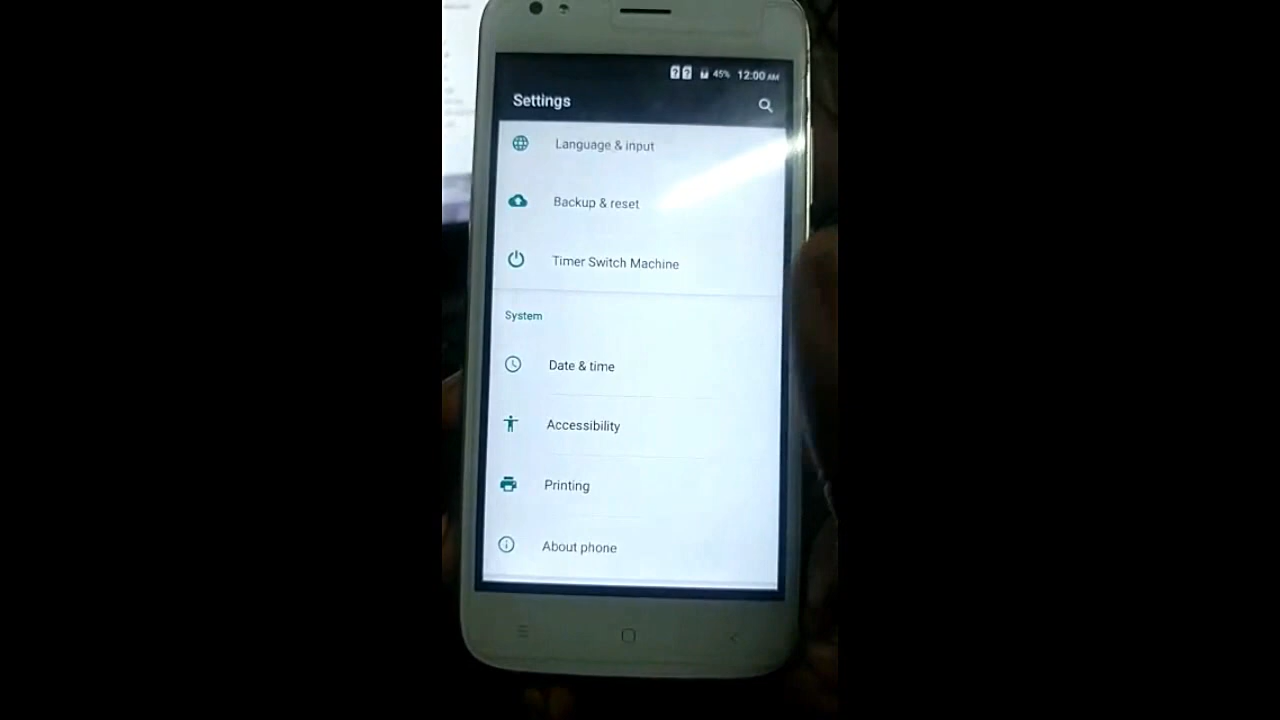 45% 12:00 AM
Settings
Language & input
Backup & reset
Timer Switch Machine
System
Date & time
Accessibility
Printing
About phone